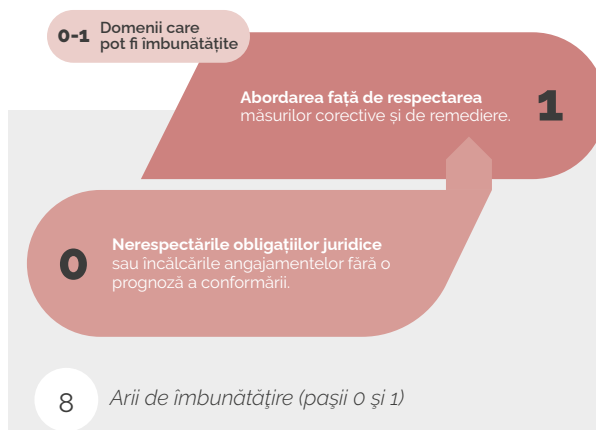 0-1 Domenii care
pot fi îmbunătățite
Abordarea față de respectarea
măsurilor corective și de remediere.
1
0
Nerespectările obligațiilor juridice
sau încălcările angajamentelor fără o
prognoză a conformării.
8 Arii de îmbunătăţire (paşii 0 şi 1)